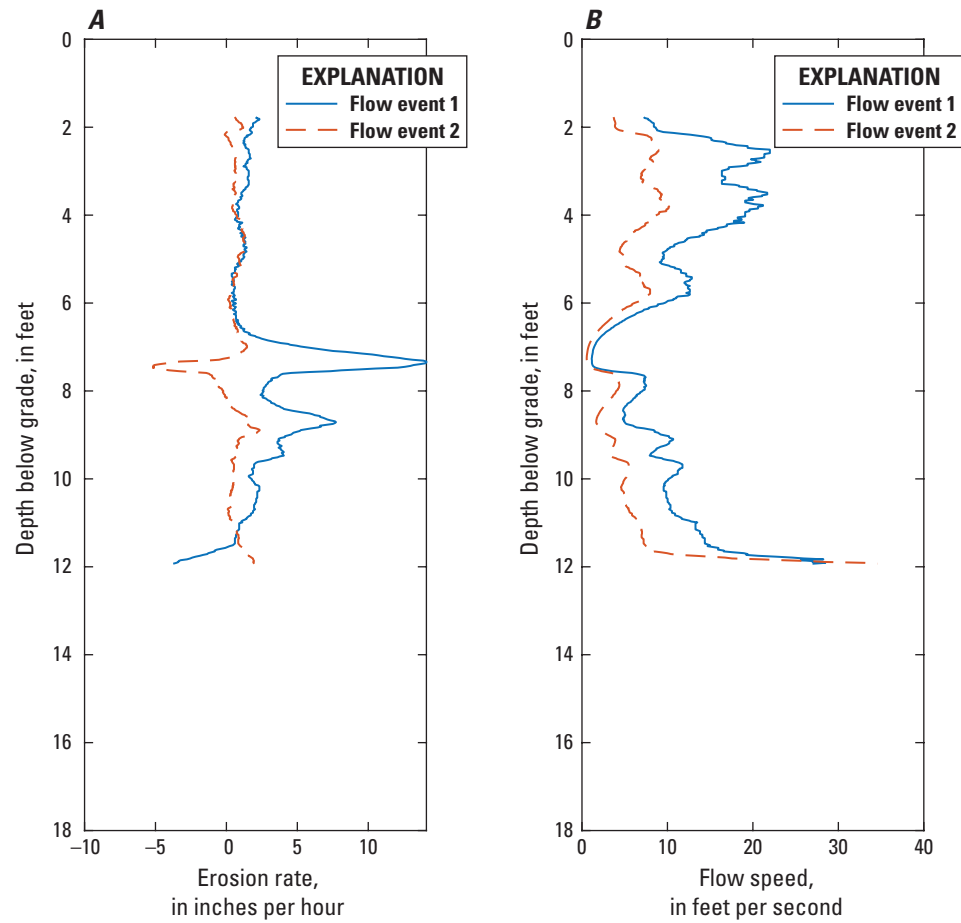 A
EXPLANATION
Flow event 1
Flow event 2
0
2
4
6
8
10
12
14
16
18
Depth below grade, in feet
–10
–5
0
5
10
Erosion rate,
in inches per hour
B
EXPLANATION
Flow event 1
Flow event 2
0
2
4
6
8
10
12
14
16
18
Depth below grade, in feet
0
10
20
30
40
Flow speed,
in feet per second